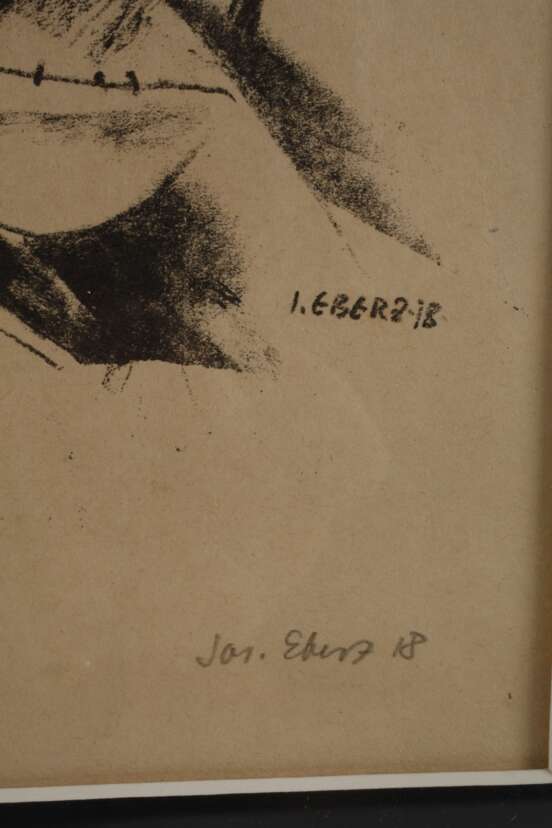 I. EBERZ·18
Jos. Eberz 18